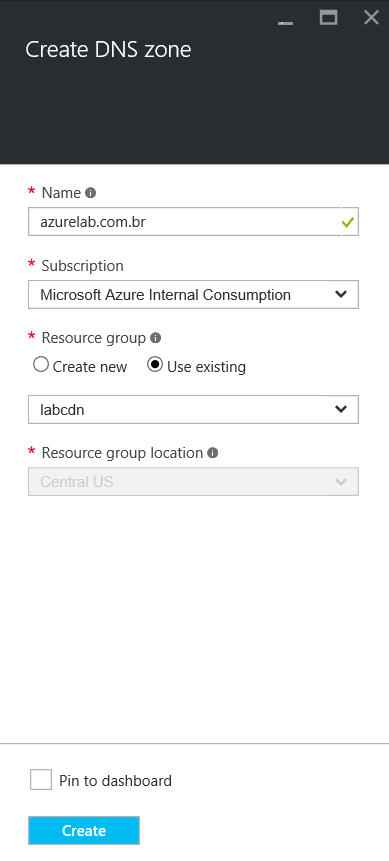 Create DNS zone
* Name
azurelab.com.br
* Subscription
Microsoft Azure Internal Consumption
* Resource group
Create new Use existing
labcdn
* Resource group location
Central US
Pin to dashboard
Create